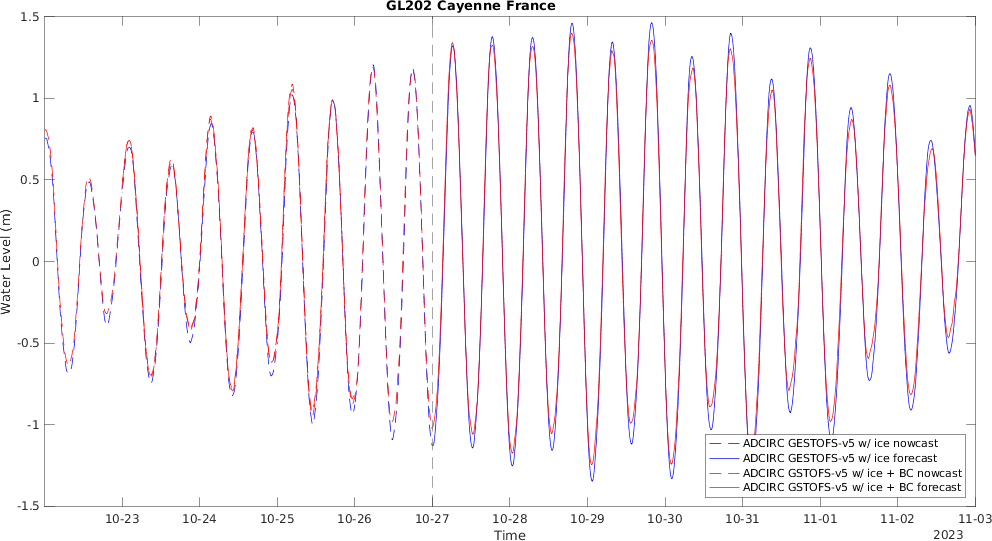 GL202 Cayenne France
1.5
1
0.5
0
-0.5
-1
-1.5
Water Level (m)
10-23 10-24 10-25 10-26 10-27 10-28 10-29 10-30 10-31 11-01 11-02 11-03
Time
2023
ADCIRC GESTOFS-v5 w/ ice nowcast
ADCIRC GESTOFS-v5 w/ ice forecast
ADCIRC GSTOFS-v5 w/ ice + BC nowcast
ADCIRC GSTOFS-v5 w/ ice + BC forecast